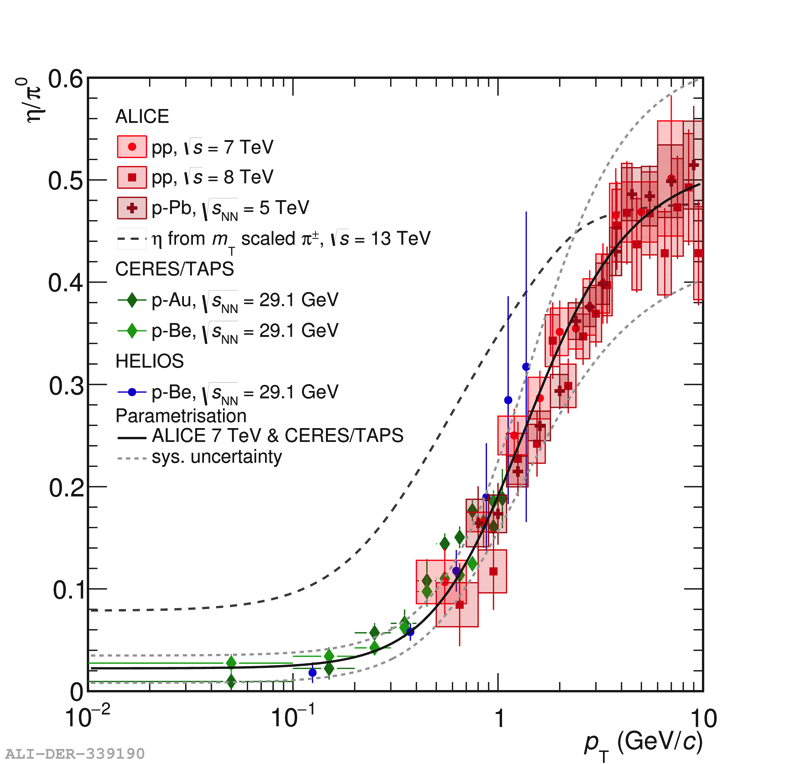 η/π⁰
0.6
0.5
0.4
0.3
0.2
0.1
0
ALICE
pp, √s = 7 TeV
pp, √s = 8 TeV
p-Pb, √sNN = 5 TeV
η from mT scaled π±, √s = 13 TeV
CERES/TAPS
p-Au, √sNN = 29.1 GeV
p-Be, √sNN = 29.1 GeV
HELIOS
p-Be, √sNN = 29.1 GeV
Parametrisation
ALICE 7 TeV & CERES/TAPS
sys. uncertainty
10⁻² 10⁻¹ 1 10
pT (GeV/c)
ALI-DER-339190